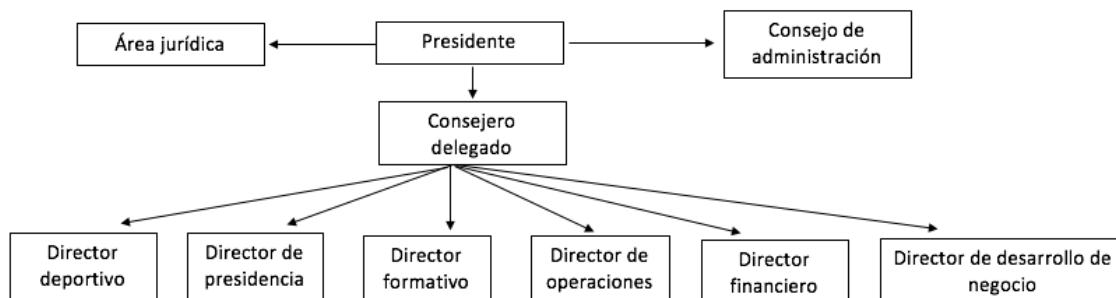 Área jurídica
Presidente
Consejo de
administración
Consejero
delegado
Director
deportivo
Director de
presidencia
Director
formativo
Director de
operaciones
Director
financiero
Director de desarrollo de
negocio